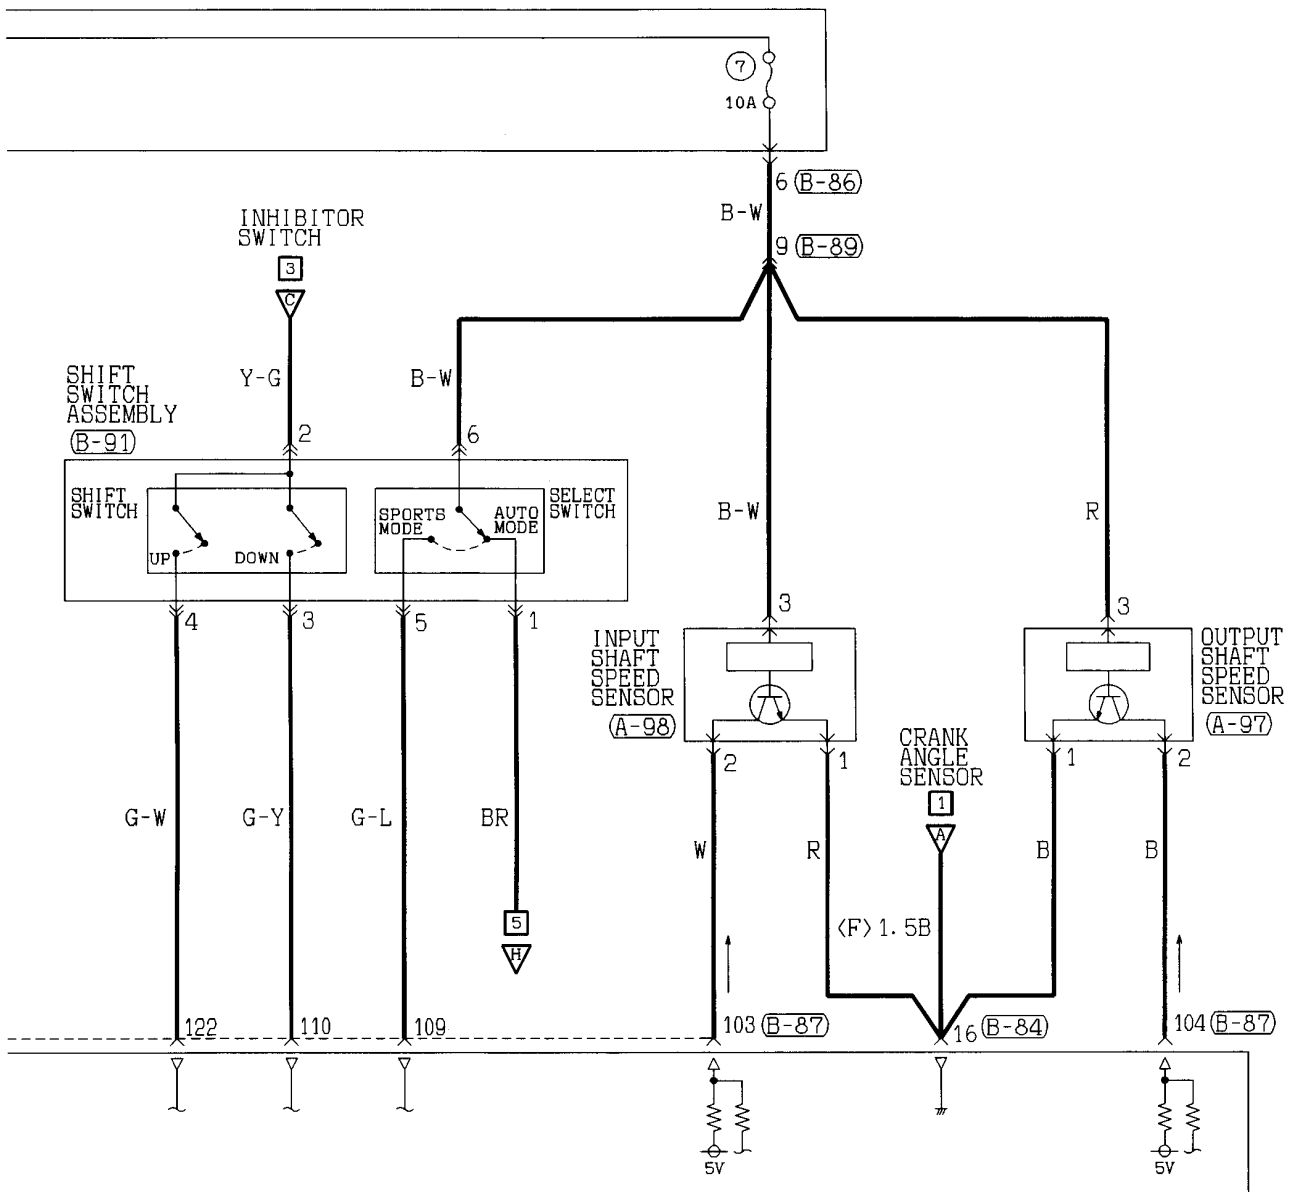 7
10A
6 (B-86)
B-W
9 (B-89)
INHIBITOR
SWITCH
3
C
Y-G
B-W
SHIFT
SWITCH
ASSEMBLY
(B-91)
2
6
SHIFT
SWITCH
UP
DOWN
SPORTS
MODE
AUTO
MODE
SELECT
SWITCH
B-W
R
4
3
5
1
3
3
INPUT
SHAFT
SPEED
SENSOR
(A-98)
OUTPUT
SHAFT
SPEED
SENSOR
(A-97)
2
1
CRANK
ANGLE
SENSOR
1
A
1
2
G-W
G-Y
G-L
BR
W
R
B
B
5
H
〈F〉1.5B
122
110
109
103 (B-87)
16 (B-84)
104 (B-87)
5V
5V